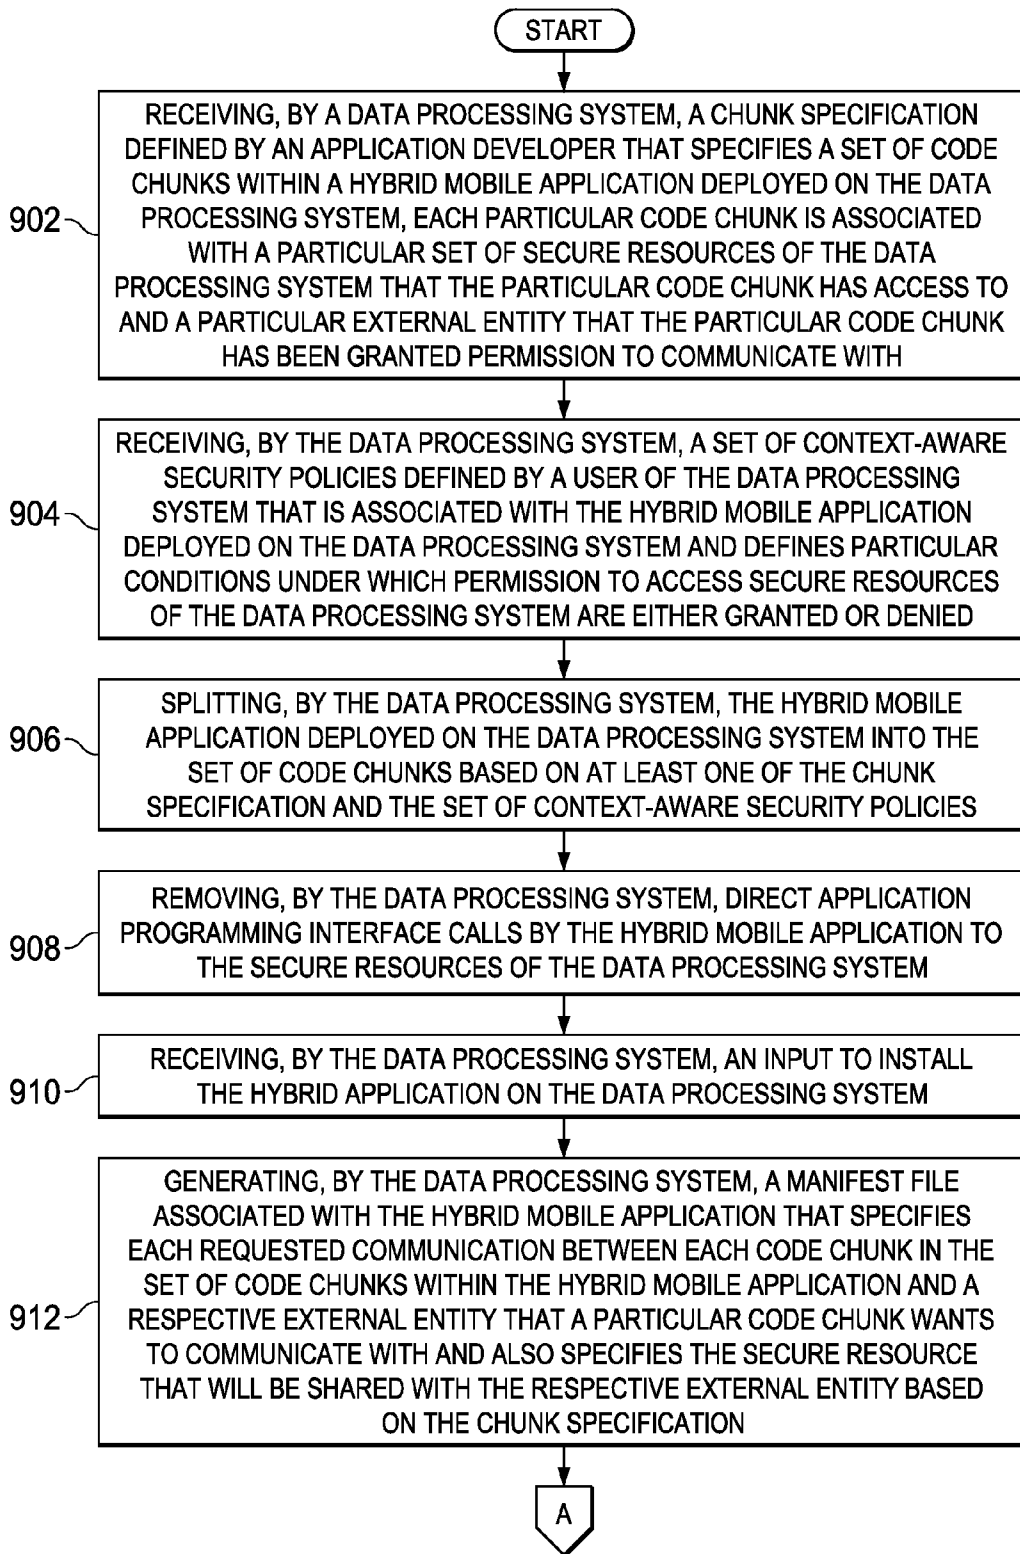 START
902
RECEIVING, BY A DATA PROCESSING SYSTEM, A CHUNK SPECIFICATION
DEFINED BY AN APPLICATION DEVELOPER THAT SPECIFIES A SET OF CODE
CHUNKS WITHIN A HYBRID MOBILE APPLICATION DEPLOYED ON THE DATA
PROCESSING SYSTEM, EACH PARTICULAR CODE CHUNK IS ASSOCIATED
WITH A PARTICULAR SET OF SECURE RESOURCES OF THE DATA
PROCESSING SYSTEM THAT THE PARTICULAR CODE CHUNK HAS ACCESS TO
AND A PARTICULAR EXTERNAL ENTITY THAT THE PARTICULAR CODE CHUNK
HAS BEEN GRANTED PERMISSION TO COMMUNICATE WITH
904
RECEIVING, BY THE DATA PROCESSING SYSTEM, A SET OF CONTEXT-AWARE
SECURITY POLICIES DEFINED BY A USER OF THE DATA PROCESSING
SYSTEM THAT IS ASSOCIATED WITH THE HYBRID MOBILE APPLICATION
DEPLOYED ON THE DATA PROCESSING SYSTEM AND DEFINES PARTICULAR
CONDITIONS UNDER WHICH PERMISSION TO ACCESS SECURE RESOURCES
OF THE DATA PROCESSING SYSTEM ARE EITHER GRANTED OR DENIED
906
SPLITTING, BY THE DATA PROCESSING SYSTEM, THE HYBRID MOBILE
APPLICATION DEPLOYED ON THE DATA PROCESSING SYSTEM INTO THE
SET OF CODE CHUNKS BASED ON AT LEAST ONE OF THE CHUNK
SPECIFICATION AND THE SET OF CONTEXT-AWARE SECURITY POLICIES
908
REMOVING, BY THE DATA PROCESSING SYSTEM, DIRECT APPLICATION
PROGRAMMING INTERFACE CALLS BY THE HYBRID MOBILE APPLICATION TO
THE SECURE RESOURCES OF THE DATA PROCESSING SYSTEM
910
RECEIVING, BY THE DATA PROCESSING SYSTEM, AN INPUT TO INSTALL
THE HYBRID APPLICATION ON THE DATA PROCESSING SYSTEM
912
GENERATING, BY THE DATA PROCESSING SYSTEM, A MANIFEST FILE
ASSOCIATED WITH THE HYBRID MOBILE APPLICATION THAT SPECIFIES
EACH REQUESTED COMMUNICATION BETWEEN EACH CODE CHUNK IN THE
SET OF CODE CHUNKS WITHIN THE HYBRID MOBILE APPLICATION AND A
RESPECTIVE EXTERNAL ENTITY THAT A PARTICULAR CODE CHUNK WANTS
TO COMMUNICATE WITH AND ALSO SPECIFIES THE SECURE RESOURCE
THAT WILL BE SHARED WITH THE RESPECTIVE EXTERNAL ENTITY BASED
ON THE CHUNK SPECIFICATION
A